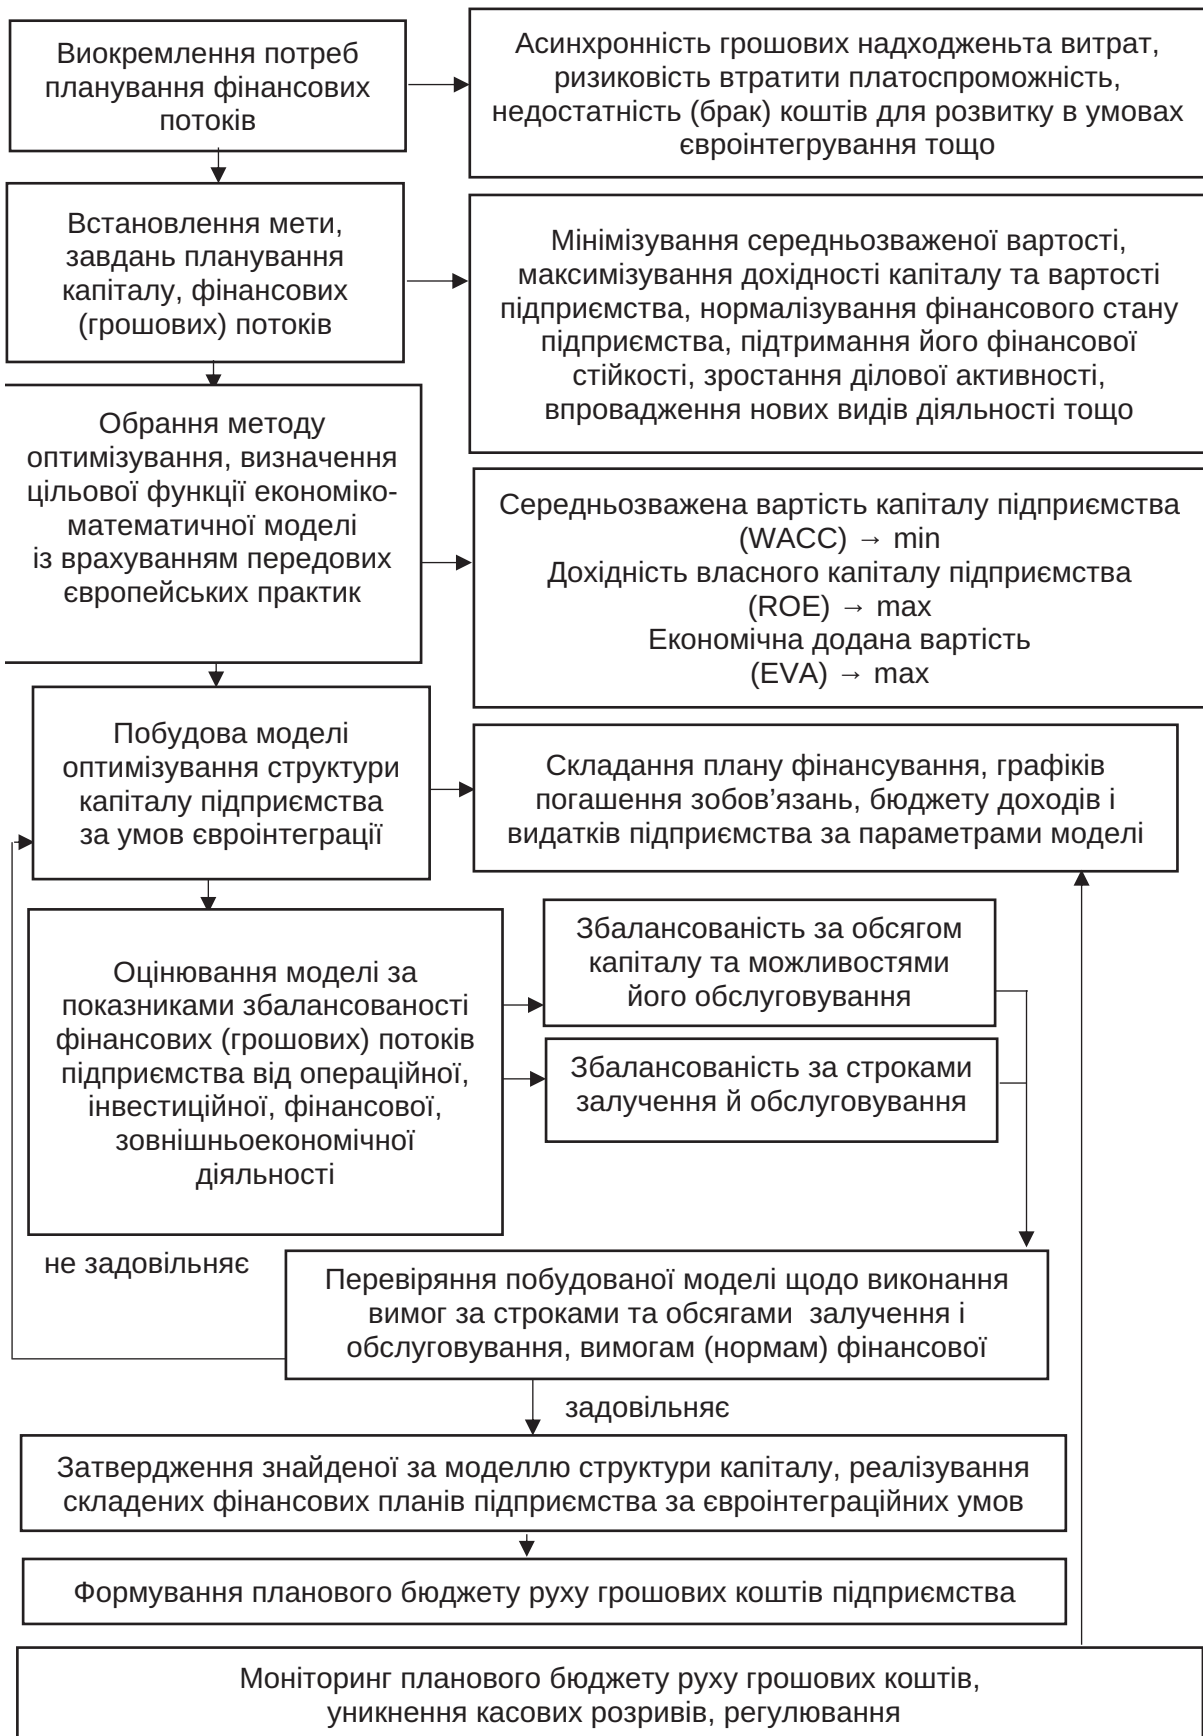 Виокремлення потреб
планування фінансових
потоків
Асинхронність грошових надходженьта витрат,
ризиковість втратити платоспроможність,
недостатність (брак) коштів для розвитку в умовах
євроінтегрування тощо
Встановлення мети,
завдань планування
капіталу, фінансових
(грошових) потоків
Мінімізування середньозваженої вартості,
максимізування дохідності капіталу та вартості
підприємства, нормалізування фінансового стану
підприємства, підтримання його фінансової
стійкості, зростання ділової активності,
впровадження нових видів діяльності тощо
Обрання методу
оптимізування, визначення
цільової функції економіко-
математичної моделі
із врахуванням передових
європейських практик
Середньозважена вартість капіталу підприємства
(WACC) → min
Дохідність власного капіталу підприємства
(ROE) → max
Економічна додана вартість
(EVA) → max
Побудова моделі
оптимізування структури
капіталу підприємства
за умов євроінтеграції
Складання плану фінансування, графіків
погашення зобов’язань, бюджету доходів і
видатків підприємства за параметрами моделі
Оцінювання моделі за
показниками збалансованості
фінансових (грошових) потоків
підприємства від операційної,
інвестиційної, фінансової,
зовнішньоекономічної
діяльності
Збалансованість за обсягом
капіталу та можливостями
його обслуговування
Збалансованість за строками
залучення й обслуговування
не задовільняє
Перевіряння побудованої моделі щодо виконання
вимог за строками та обсягами залучення і
обслуговування, вимогам (нормам) фінансової
задовільняє
Затвердження знайденої за моделлю структури капіталу, реалізування
складених фінансових планів підприємства за євроінтеграційних умов
Формування планового бюджету руху грошових коштів підприємства
Моніторинг планового бюджету руху грошових коштів,
уникнення касових розривів, регулювання